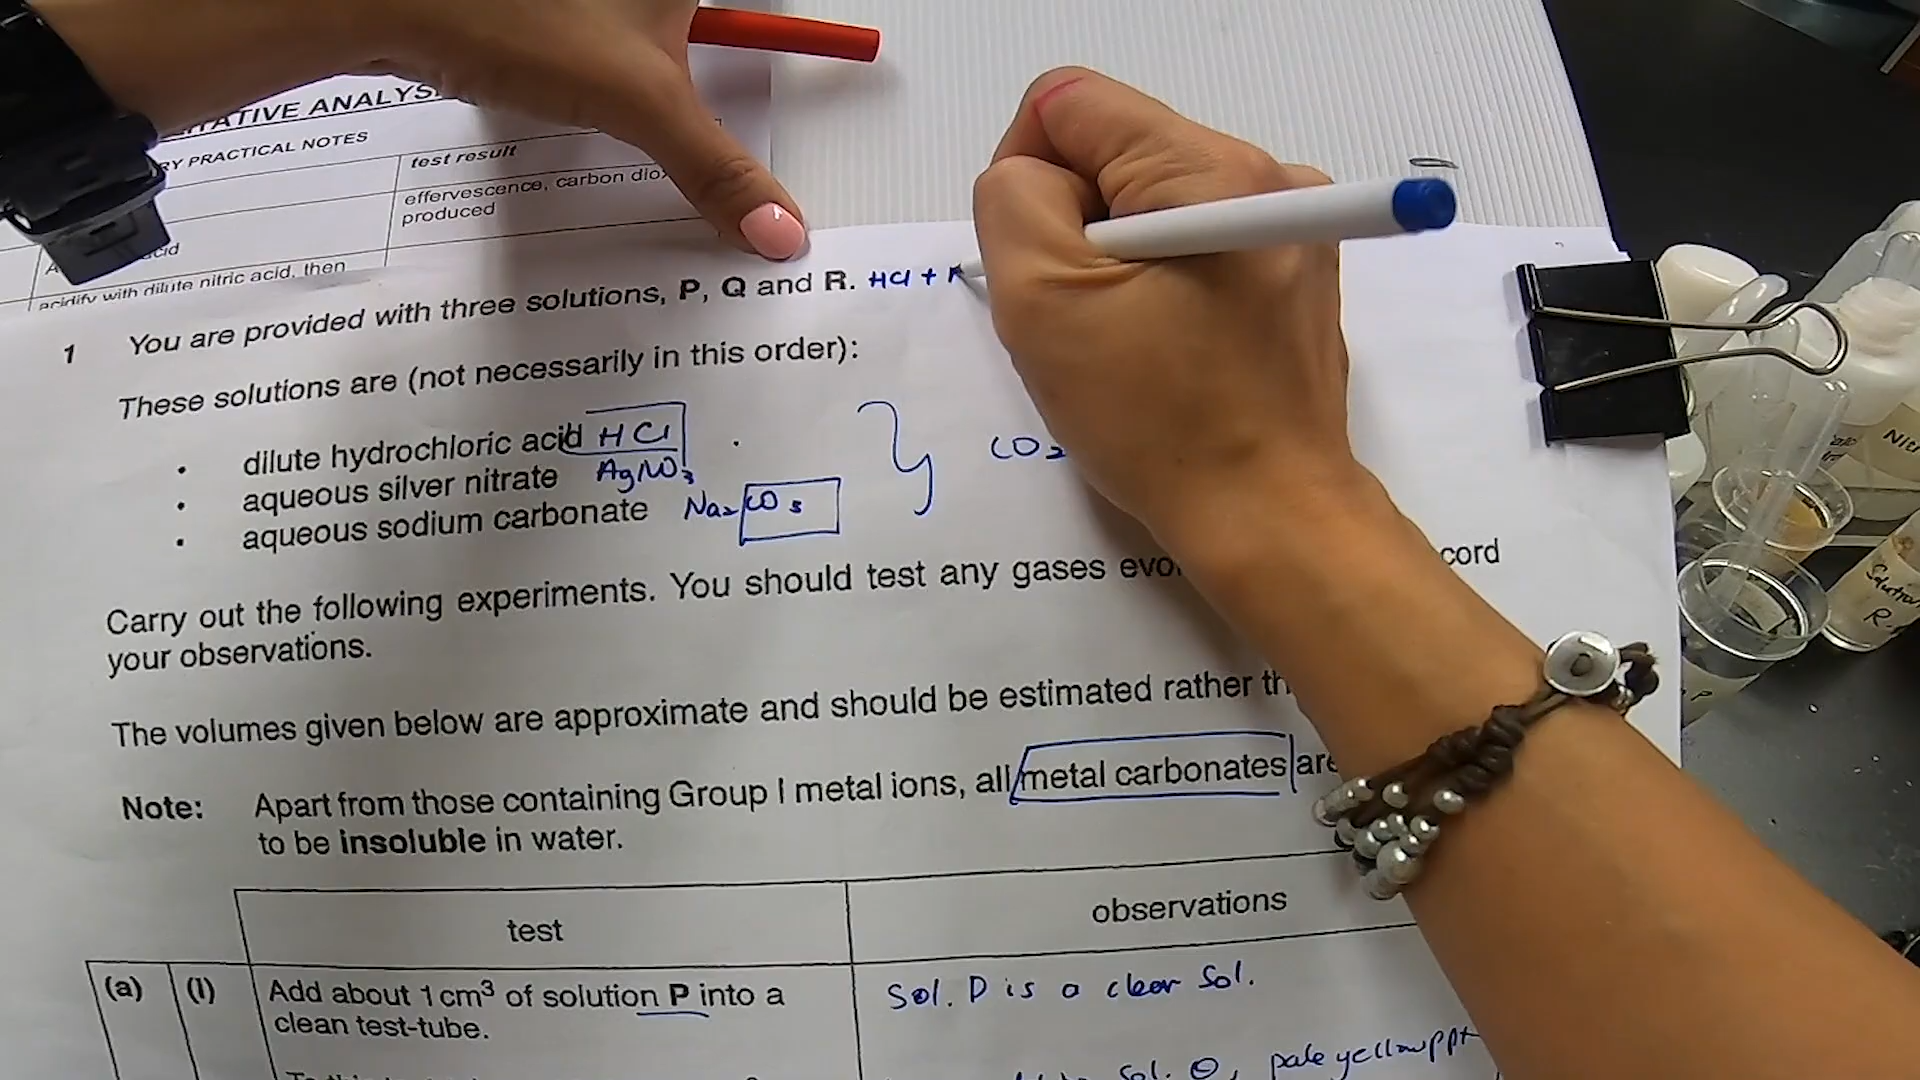 ATIVE ANALYS
RY PRACTICAL NOTES
test result
effervescence, carbon diox
produced
acid
acidify with dilute nitric acid, then
1 You are provided with three solutions, P, Q and R. HCl +
These solutions are (not necessarily in this order):
• dilute hydrochloric acid HCl
• aqueous silver nitrate AgNO3
• aqueous sodium carbonate Na2CO3
CO2
Carry out the following experiments. You should test any gases evo cord
your observations.
The volumes given below are approximate and should be estimated rather th
Note: Apart from those containing Group I metal ions, all metal carbonates are
to be insoluble in water.
test observations
(a) (I) Add about 1 cm³ of solution P into a
clean test-tube.
Sol. P is a clear Sol.
Sol. Q, pale yellow ppt
Nitr
Solution
R
P